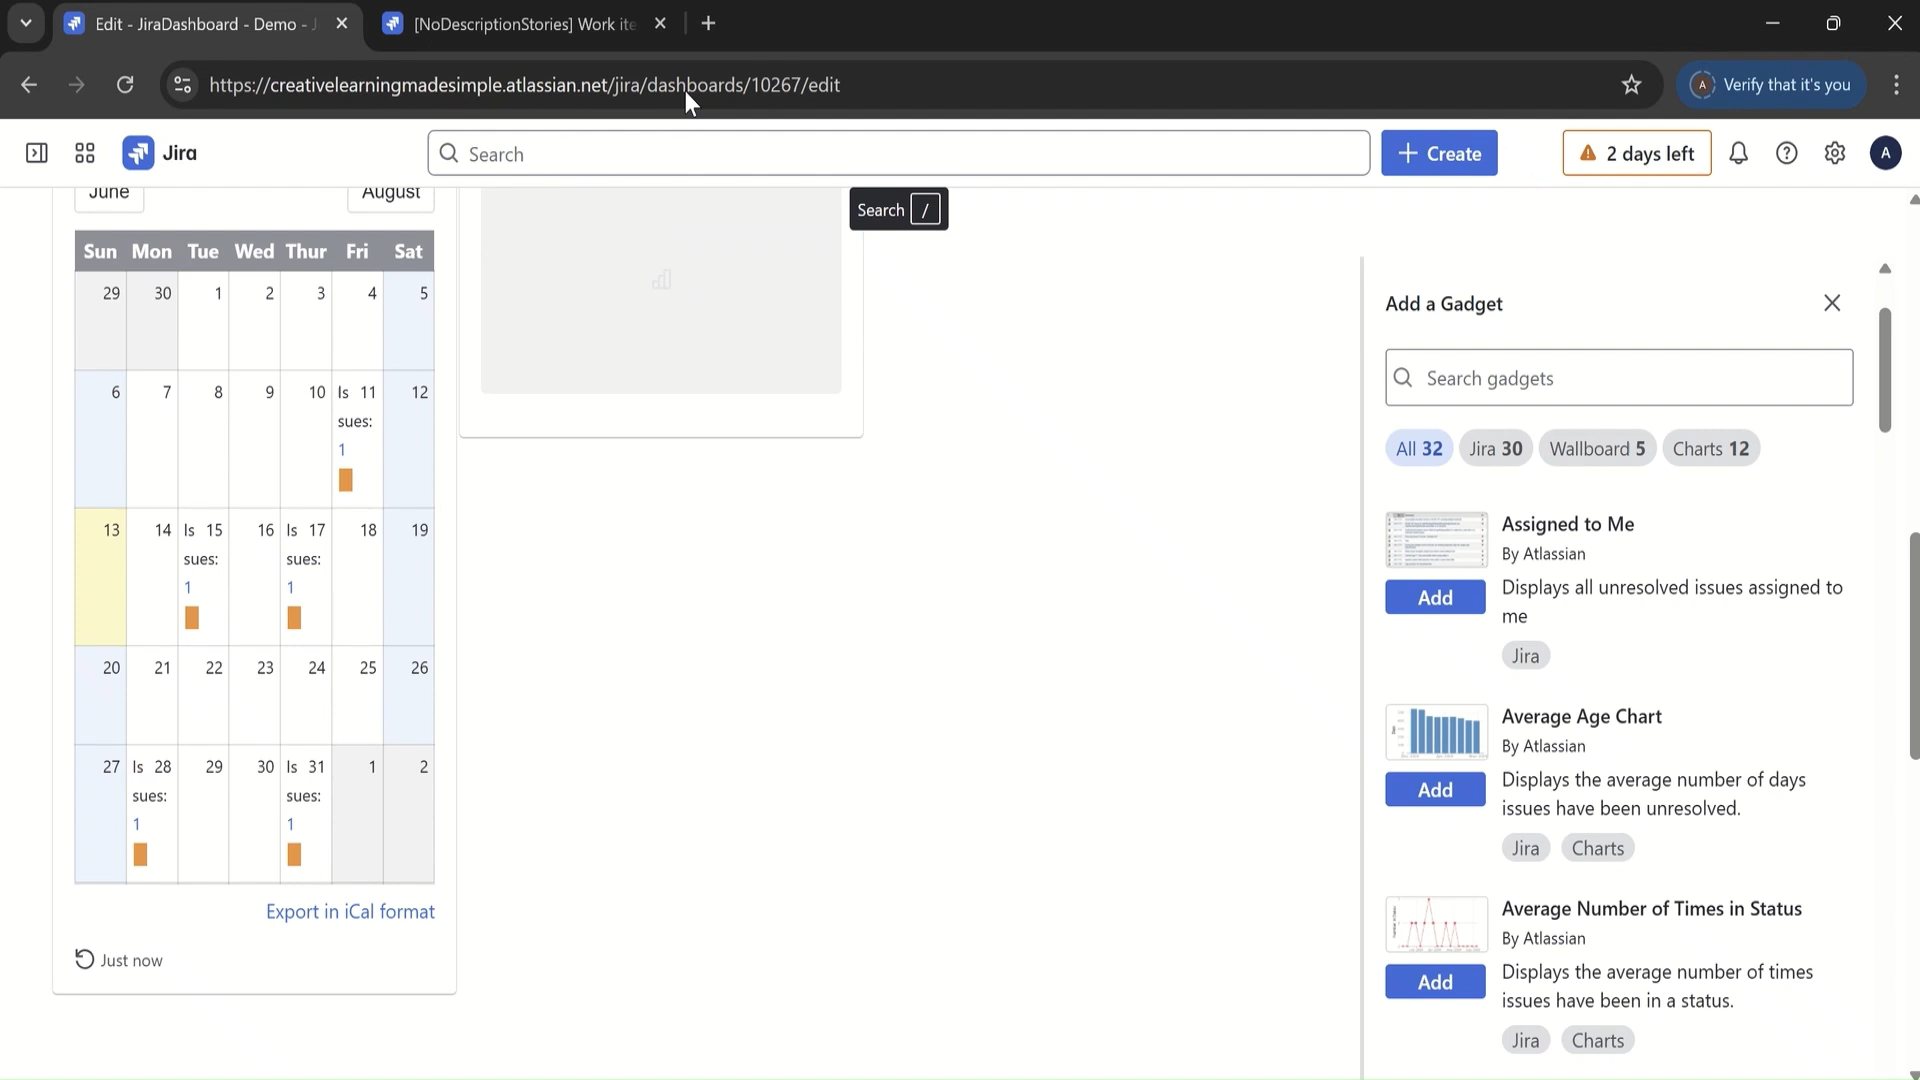 Edit - JiraDashboard - Demo - J
[NoDescriptionStories] Work ite
https://creativelearningmadesimple.atlassian.net/jira/dashboards/10267/edit
A Verify that it's you
Jira
Search
+ Create
2 days left
A
June
August
Search /
Sun Mon Tue Wed Thur Fri Sat
29 30 1 2 3 4 5
6 7 8 9 10 Is 11 12
sues:
1
13 14 Is 15 16 Is 17 18 19
sues: sues:
1 1
20 21 22 23 24 25 26
27 Is 28 29 30 Is 31 1 2
sues: sues:
1 1
Export in iCal format
Just now
Add a Gadget
Search gadgets
All 32 Jira 30 Wallboard 5 Charts 12
Assigned to Me
By Atlassian
Add
Displays all unresolved issues assigned to
me
Jira
Average Age Chart
By Atlassian
Add
Displays the average number of days
issues have been unresolved.
Jira Charts
Average Number of Times in Status
By Atlassian
Add
Displays the average number of times
issues have been in a status.
Jira Charts